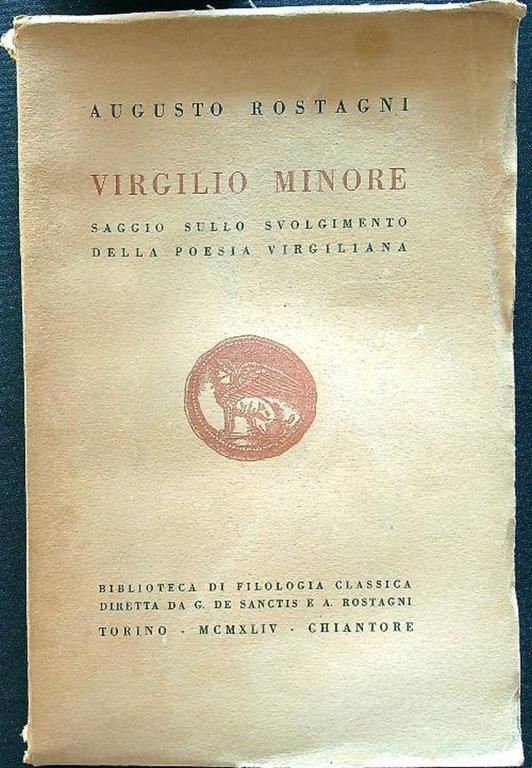 AUGUSTO ROSTAGNI
VIRGILIO MINORE
SAGGIO SULLO SVOLGIMENTO
DELLA POESIA VIRGILIANA
BIBLIOTECA DI FILOLOGIA CLASSICA
DIRETTA DA G. DE SANCTIS E A. ROSTAGNI
TORINO - MCMXLIV - CHIANTORE